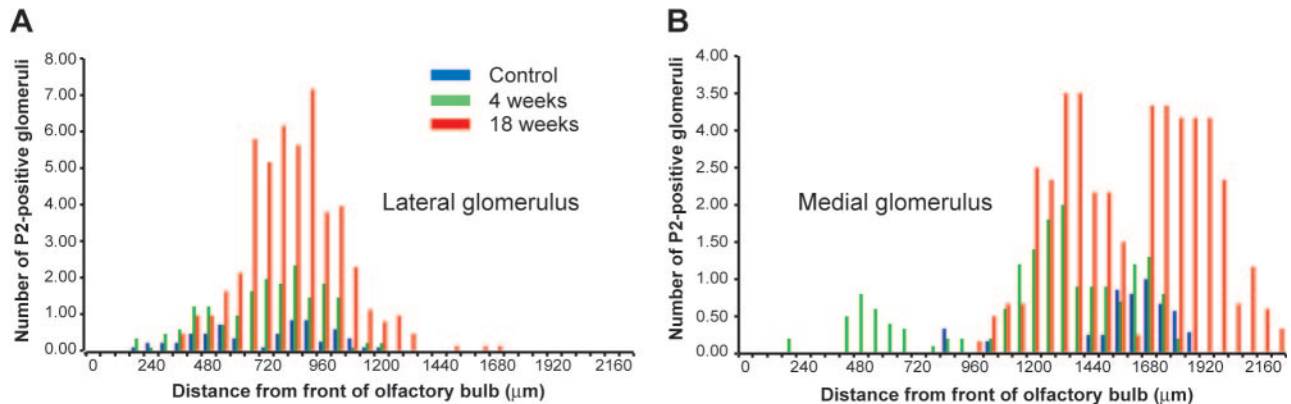 A
8.00
7.00
6.00
5.00
4.00
3.00
2.00
1.00
0.00
Number of P2-positive glomeruli
Control
4 weeks
18 weeks
Lateral glomerulus
0 240 480 720 960 1200 1440 1680 1920 2160
Distance from front of olfactory bulb (μm)
B
4.00
3.50
4.00
2.50
2.00
1.50
1.00
0.50
0.00
Number of P2-positive glomeruli
Medial glomerulus
0 240 480 720 960 1200 1440 1680 1920 2160
Distance from front of olfactory bulb (μm)